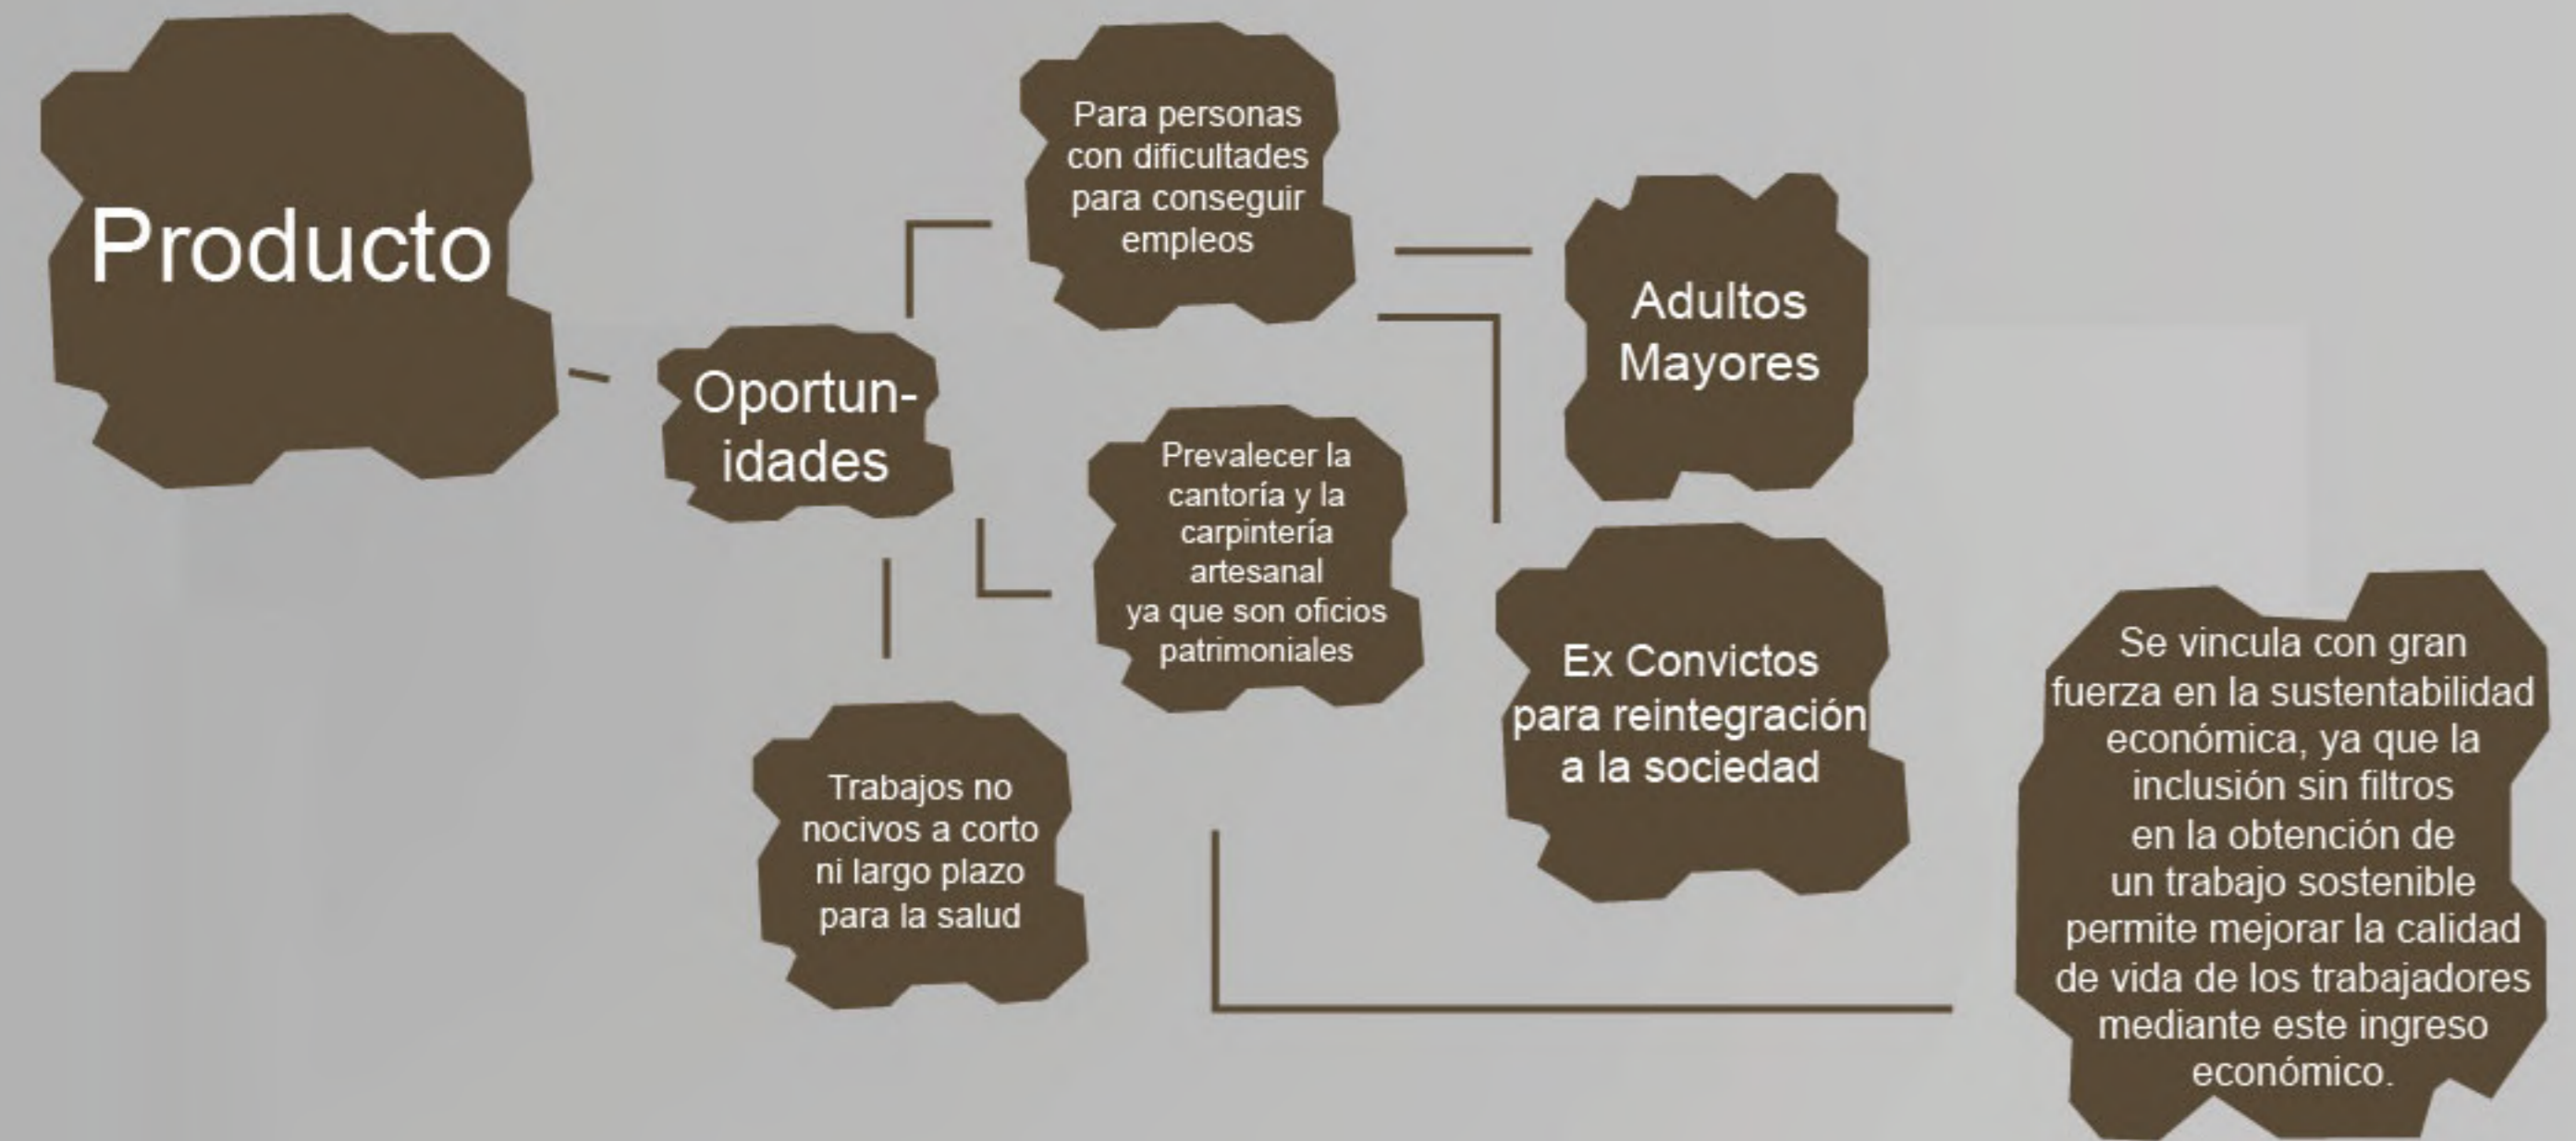 Producto
Oportun-
idades
Para personas
con dificultades
para conseguir
empleos
Adultos
Mayores
Prevalecer la
cantoría y la
carpintería
artesanal
ya que son oficios
patrimoniales
Ex Convictos
para reintegración
a la sociedad
Trabajos no
nocivos a corto
ni largo plazo
para la salud
Se vincula con gran
fuerza en la sustentabilidad
económica, ya que la
inclusión sin filtros
en la obtención de
un trabajo sostenible
permite mejorar la calidad
de vida de los trabajadores
mediante este ingreso
económico.